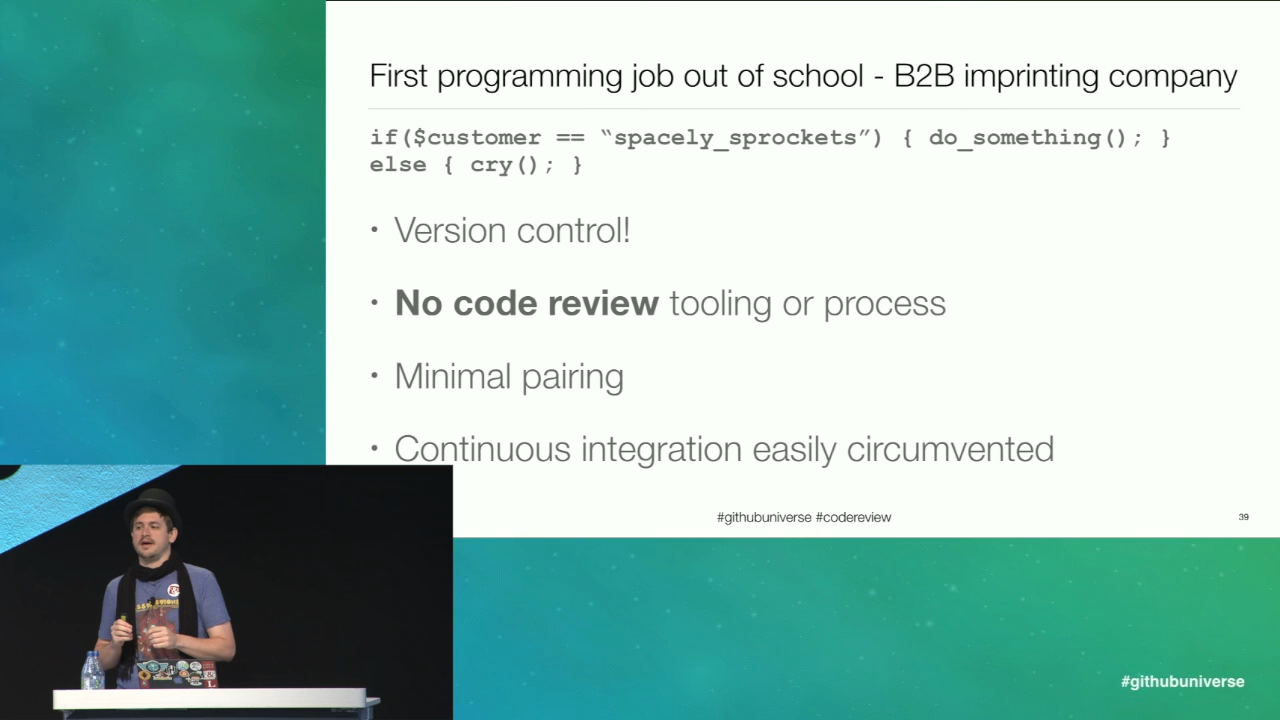 First programming job out of school - B2B imprinting company
if($customer == “spacely_sprockets”) { do_something(); }
else { cry(); }
• Version control!
• No code review tooling or process
• Minimal pairing
• Continuous integration easily circumvented
#githubuniverse #codereview
39
#githubuniverse